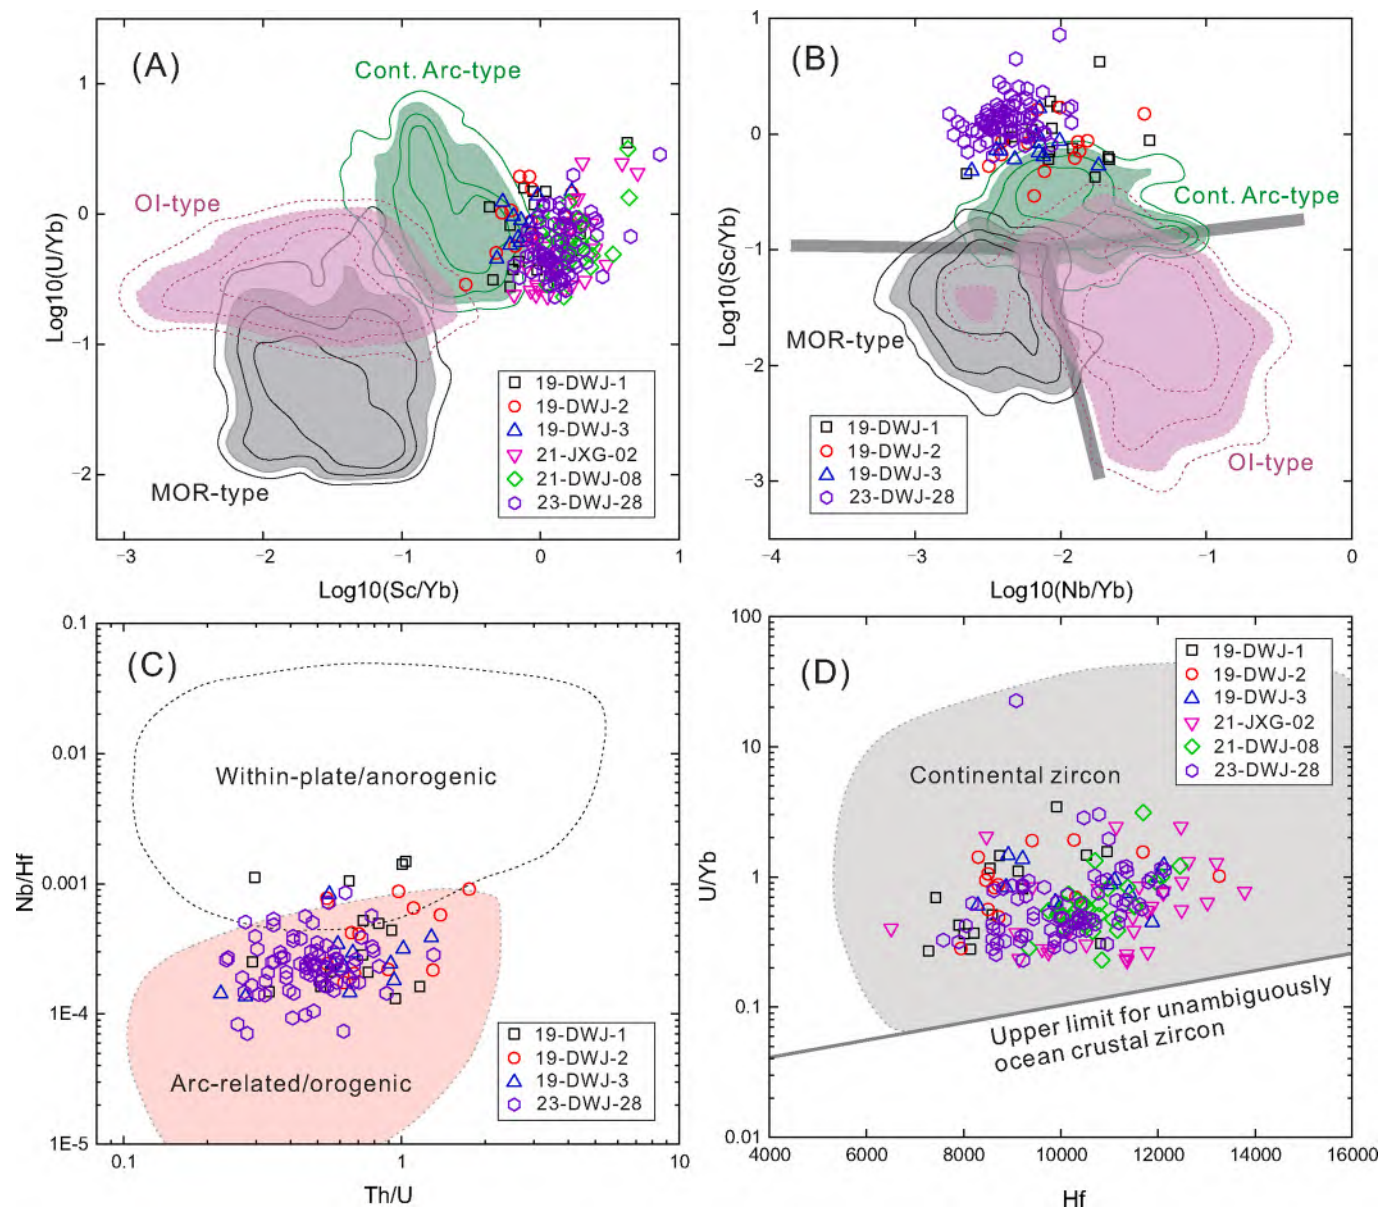 (A)
Cont. Arc-type
OI-type
MOR-type
19-DWJ-1
19-DWJ-2
19-DWJ-3
21-JXG-02
21-DWJ-08
23-DWJ-28
1
0
−1
−2
Log10(U/Yb)
−3
−2
−1
0
1
Log10(Sc/Yb)
(B)
Cont. Arc-type
MOR-type
OI-type
19-DWJ-1
19-DWJ-2
19-DWJ-3
23-DWJ-28
1
0
−1
−2
−3
Log10(Sc/Yb)
−4
−3
−2
−1
0
Log10(Nb/Yb)
(C)
Within-plate/anorogenic
Arc-related/orogenic
19-DWJ-1
19-DWJ-2
19-DWJ-3
23-DWJ-28
0.1
0.01
0.001
1E-4
1E-5
Nb/Hf
0.1
1
10
Th/U
(D)
19-DWJ-1
19-DWJ-2
19-DWJ-3
21-JXG-02
21-DWJ-08
23-DWJ-28
Continental zircon
Upper limit for unambiguously
ocean crustal zircon
100
10
1
0.1
0.01
U/Yb
4000
6000
8000
10000
12000
14000
16000
Hf